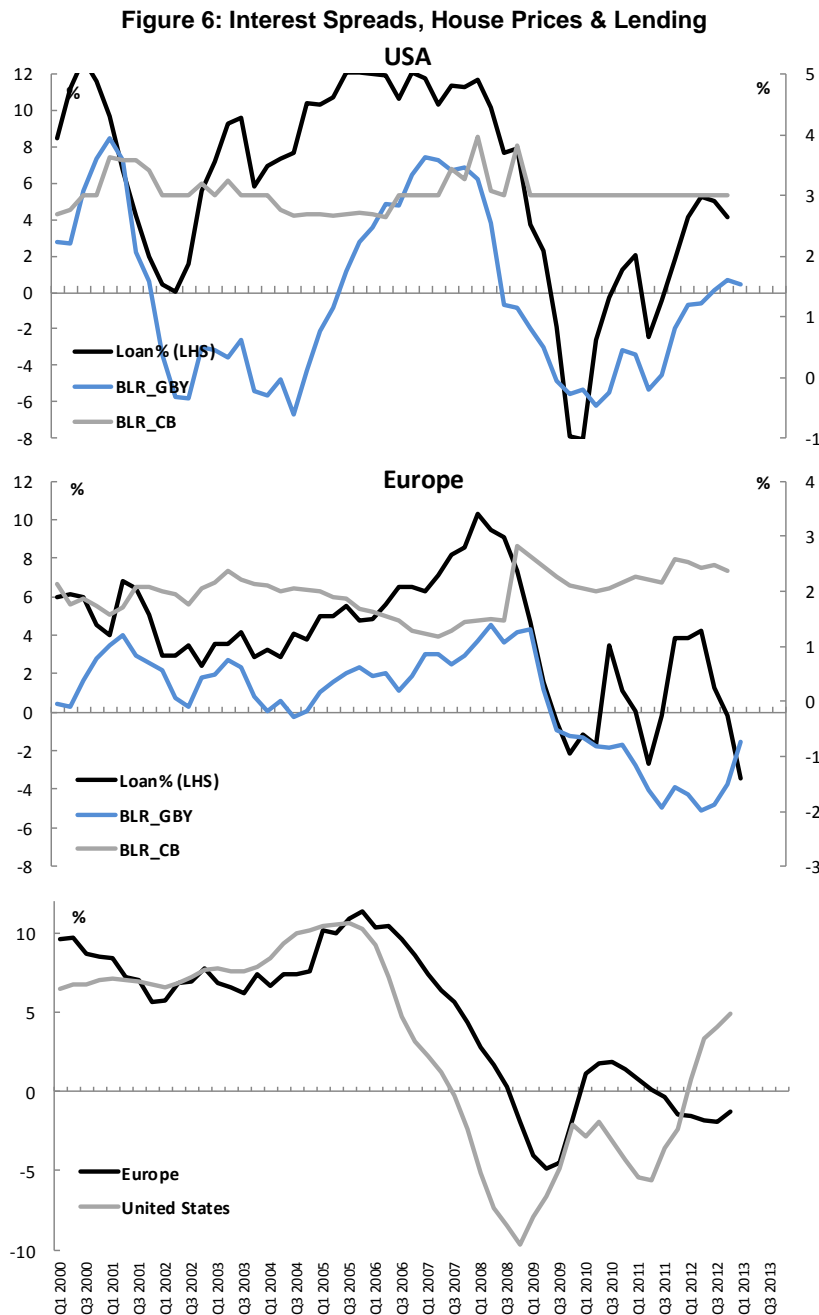 Figure 6: Interest Spreads, House Prices & Lending
USA
%
%
12
10
8
6
4
2
0
-2
-4
-6
-8
5
4
3
2
1
0
-1
Loan% (LHS)
BLR_GBY
BLR_CB
Europe
%
%
12
10
8
6
4
2
0
-2
-4
-6
-8
4
3
2
1
0
-1
-2
-3
Loan% (LHS)
BLR_GBY
BLR_CB
%
10
5
0
-5
-10
Europe
United States
Q1 20000
Q3 2000
Q1 2001
Q3 2001
Q1 2002
Q3 2002
Q1 2003
Q3 2003
Q1 2004
Q3 2004
Q1 2005
Q3 2005
Q1 2006
Q3 2006
Q1 2007
Q3 2007
Q1 2008
Q3 2008
Q1 2009
Q3 2009
Q1 2010
Q3 2010
Q1 2011
Q3 2011
Q1 2012
Q3 2012
Q1 2013
Q3 2013